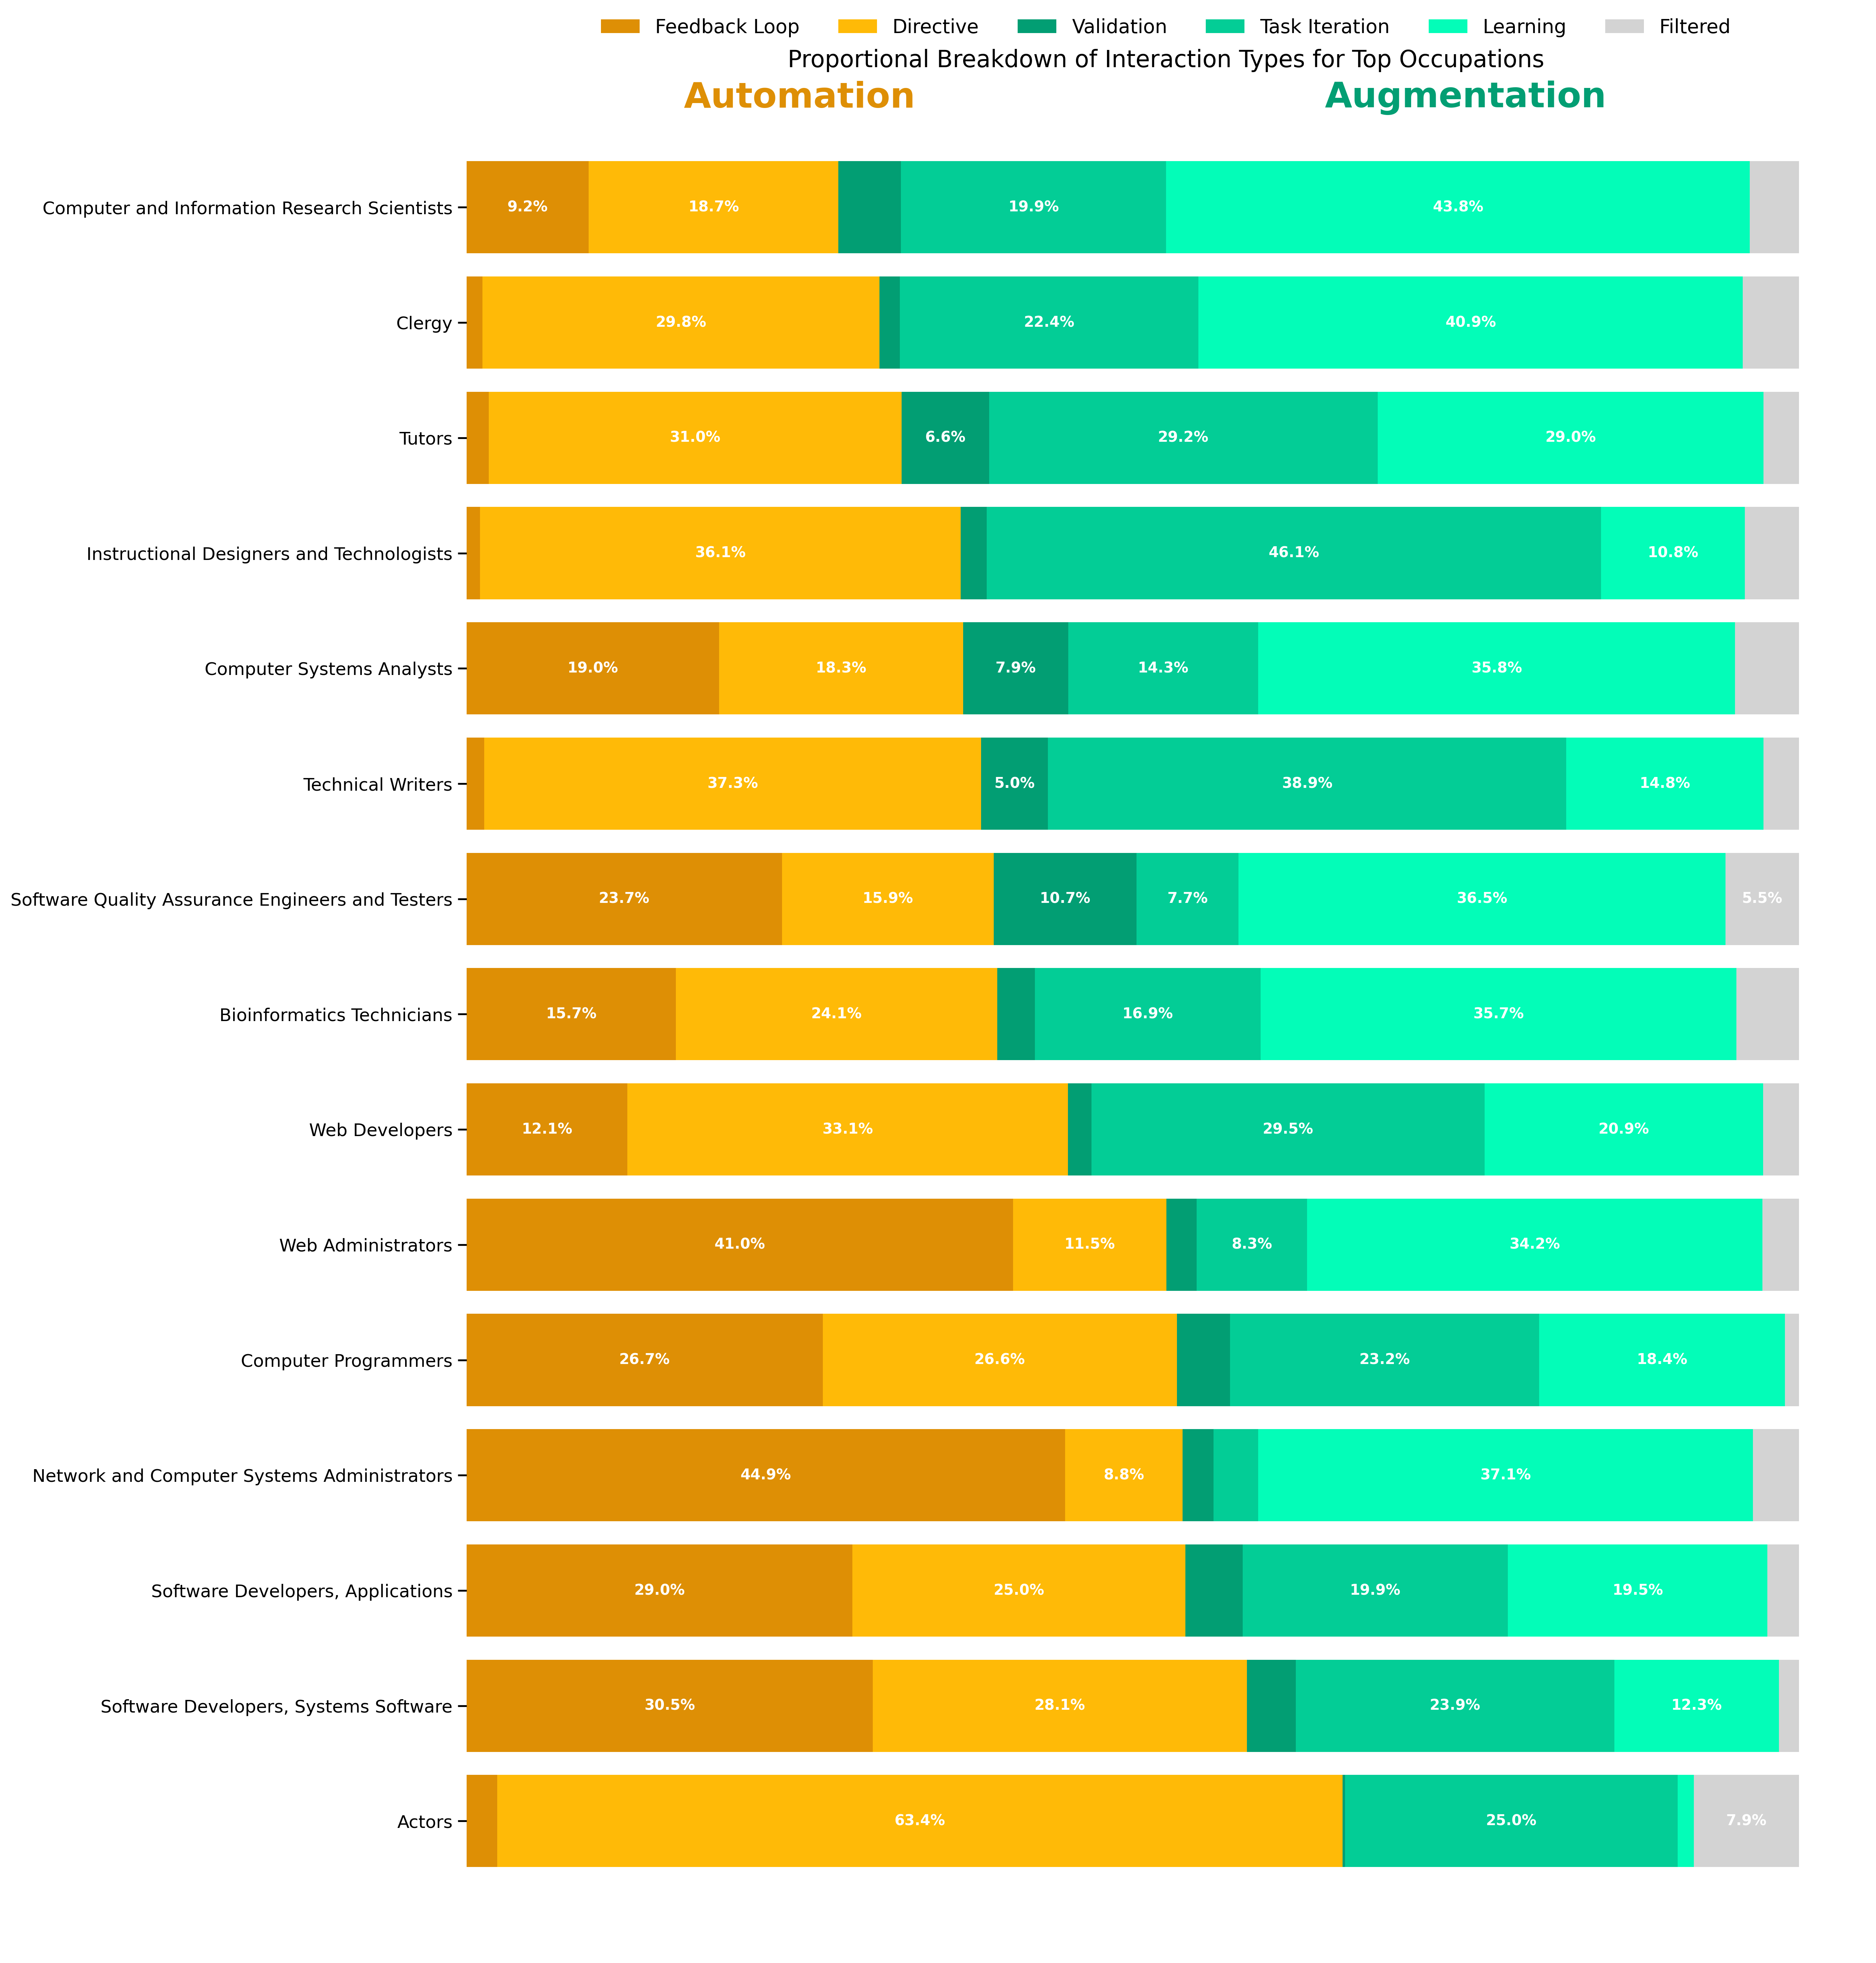 Feedback Loop Directive Validation Task Iteration Learning Filtered
Proportional Breakdown of Interaction Types for Top Occupations
Automation Augmentation
Computer and Information Research Scientists 9.2% 18.7% 19.9% 43.8%
Clergy 29.8% 22.4% 40.9%
Tutors 31.0% 6.6% 29.2% 29.0%
Instructional Designers and Technologists 36.1% 46.1% 10.8%
Computer Systems Analysts 19.0% 18.3% 7.9% 14.3% 35.8%
Technical Writers 37.3% 5.0% 38.9% 14.8%
Software Quality Assurance Engineers and Testers 23.7% 15.9% 10.7% 7.7% 36.5% 5.5%
Bioinformatics Technicians 15.7% 24.1% 16.9% 35.7%
Web Developers 12.1% 33.1% 29.5% 20.9%
Web Administrators 41.0% 11.5% 8.3% 34.2%
Computer Programmers 26.7% 26.6% 23.2% 18.4%
Network and Computer Systems Administrators 44.9% 8.8% 37.1%
Software Developers, Applications 29.0% 25.0% 19.9% 19.5%
Software Developers, Systems Software 30.5% 28.1% 23.9% 12.3%
Actors 63.4% 25.0% 7.9%